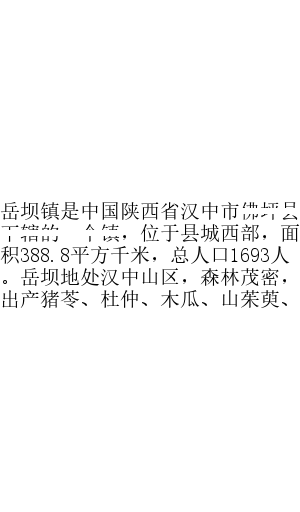 岳坝镇是中国陕西省汉中市佛坪县
下辖的一个镇，位于县城西部，面
积388.8平方千米，总人口1693人
。岳坝地处汉中山区，森林茂密，
出产猪苓、杜仲、木瓜、山茱萸、